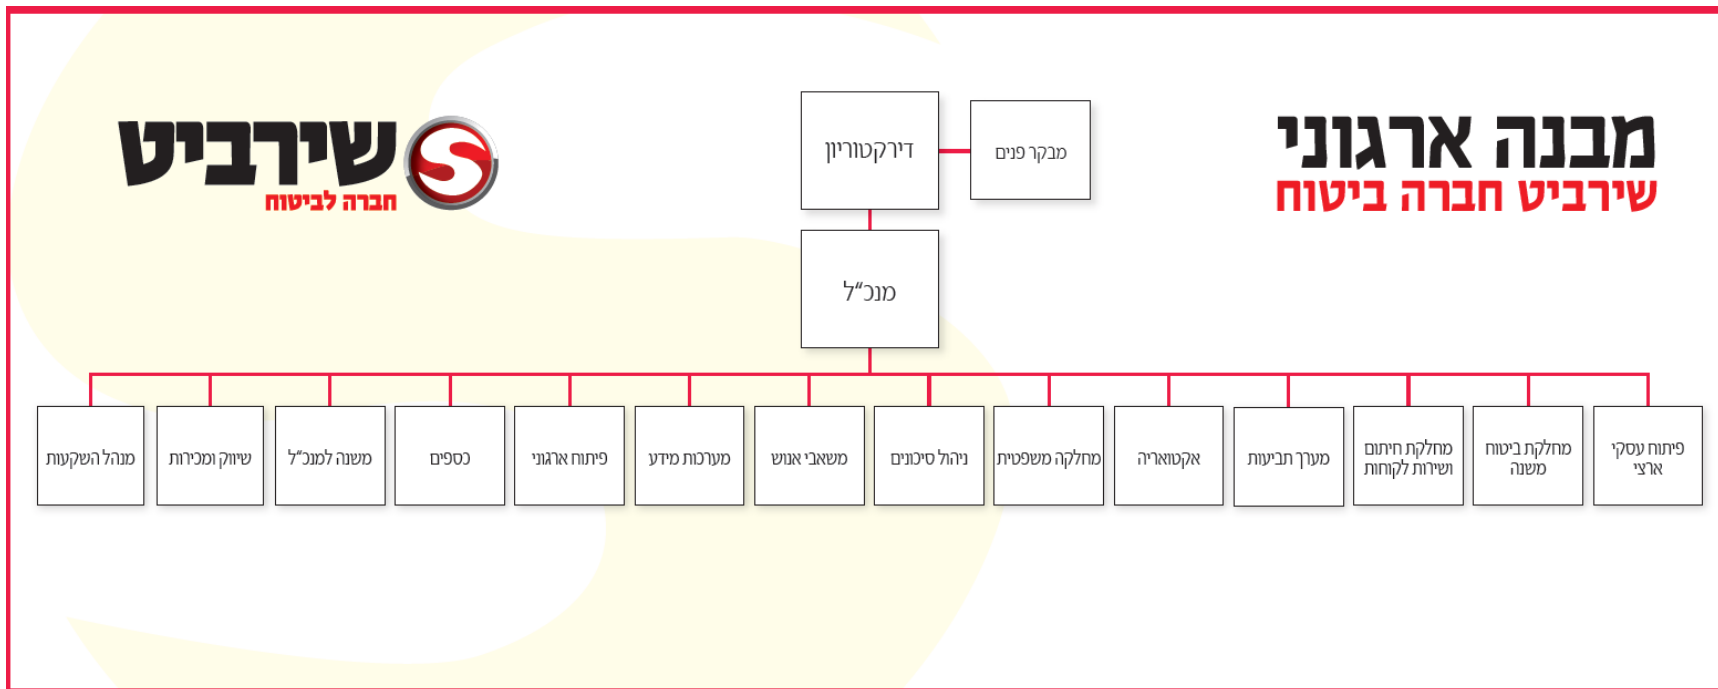 מבנה ארגוני
שירביט חברה ביטוח
שירביט
חברה לביטוח
מבקר פנים
דירקטוריון
מנכ“ל
פיתוח עסקי
ארצי
מחלקת ביטוח
משנה
מחלקת חיתום
ושירות לקוחות
מערך תביעות
אקטואריה
מחלקה משפטית
ניהול סיכונים
משאבי אנוש
מערכות מידע
פיתוח ארגוני
כספים
משנה למנכ“ל
שיווק ומכירות
מנהל השקעות